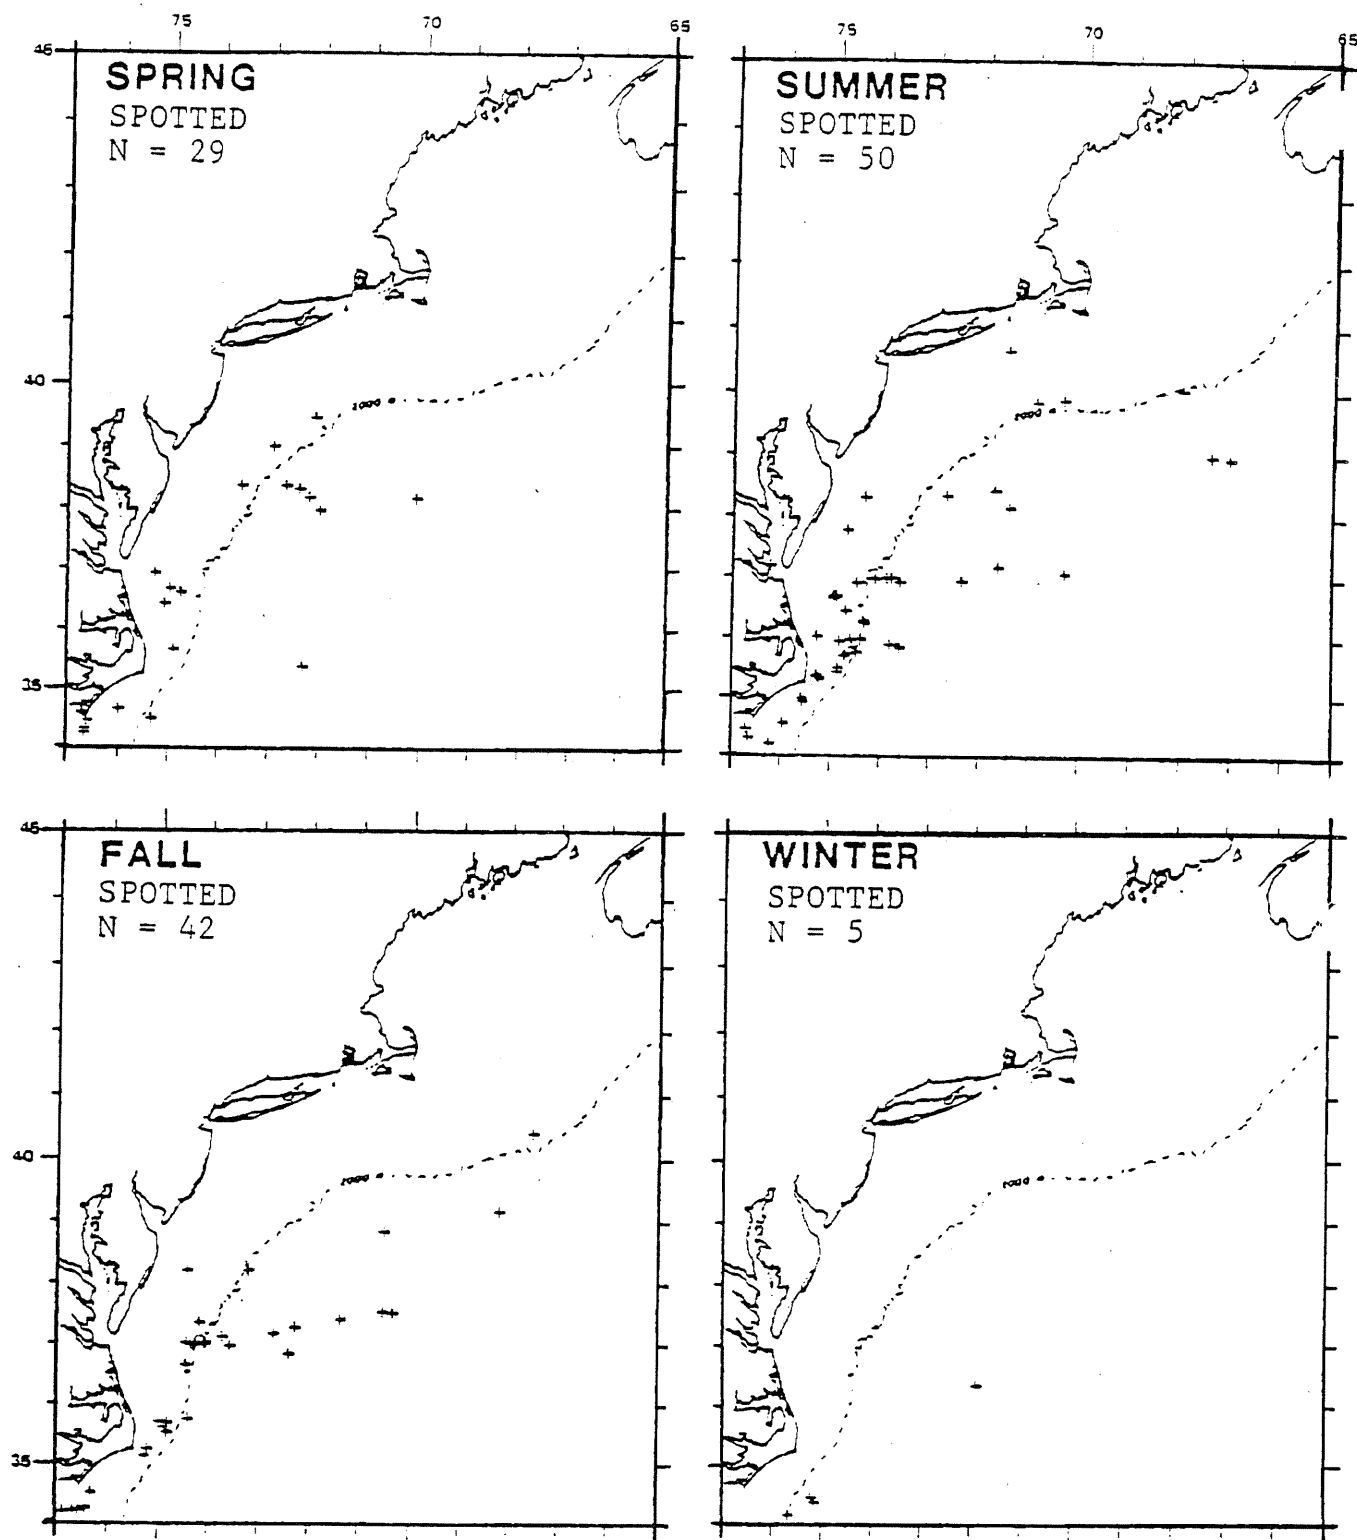 75 70 65
45
SPRING
SPOTTED
N = 29
40
1000 m
35
75 70 65
SUMMER
SPOTTED
N = 50
1000 m
45
FALL
SPOTTED
N = 42
40
1000 m
35
WINTER
SPOTTED
N = 5
1000 m